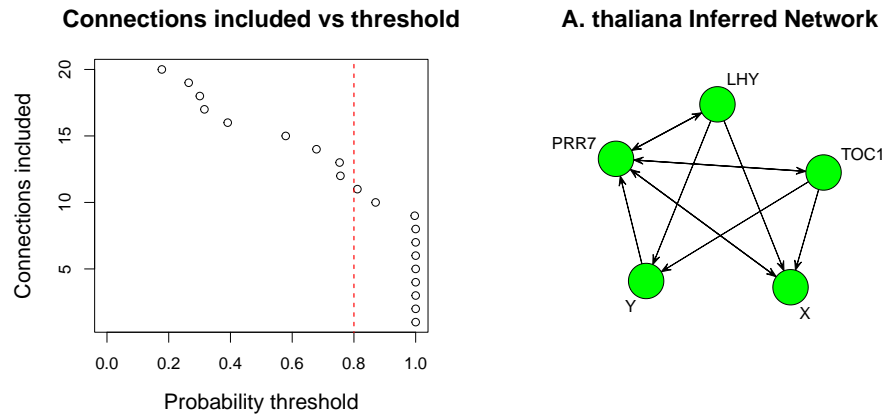 Connections included vs threshold
Connections included
20
15
10
5
0.0 0.2 0.4 0.6 0.8 1.0
Probability threshold
A. thaliana Inferred Network
LHY
PRR7
TOC1
Y
X